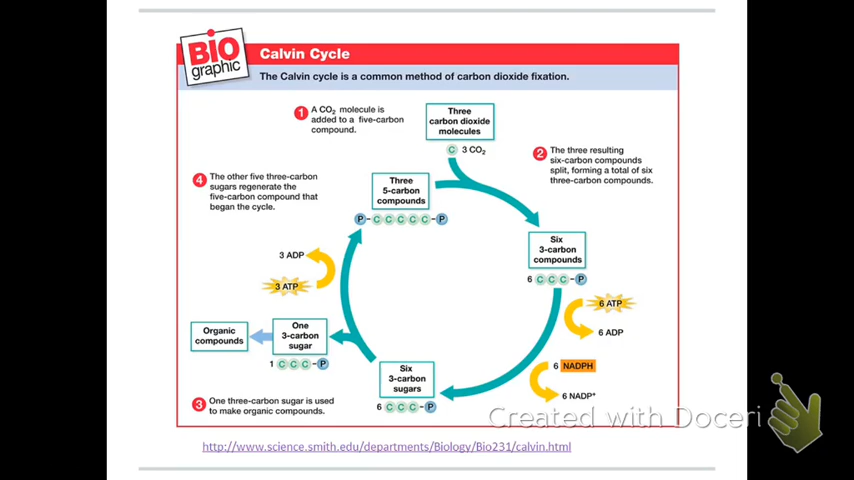 BIO
graphic
Calvin Cycle
The Calvin cycle is a common method of carbon dioxide fixation.
1 A CO₂ molecule is
added to a five-carbon
compound.
Three
carbon dioxide
molecules
C 3 CO₂
2 The three resulting
six-carbon compounds
split, forming a total of six
three-carbon compounds.
4 The other five three-carbon
sugars regenerate the
five-carbon compound that
began the cycle.
Three
5-carbon
compounds
P-C C C C C-P
Six
3-carbon
compounds
6 C C C-P
3 ADP
3 ATP
6 ATP
6 ADP
Organic
compounds
One
3-carbon
sugar
1 C C C-P
Six
3-carbon
sugars
6 C C C-P
6 NADPH
6 NADP⁺
3 One three-carbon sugar is used
to make organic compounds.
Created with Doceri
http://www.science.smith.edu/departments/Biology/Bio231/calvin.html